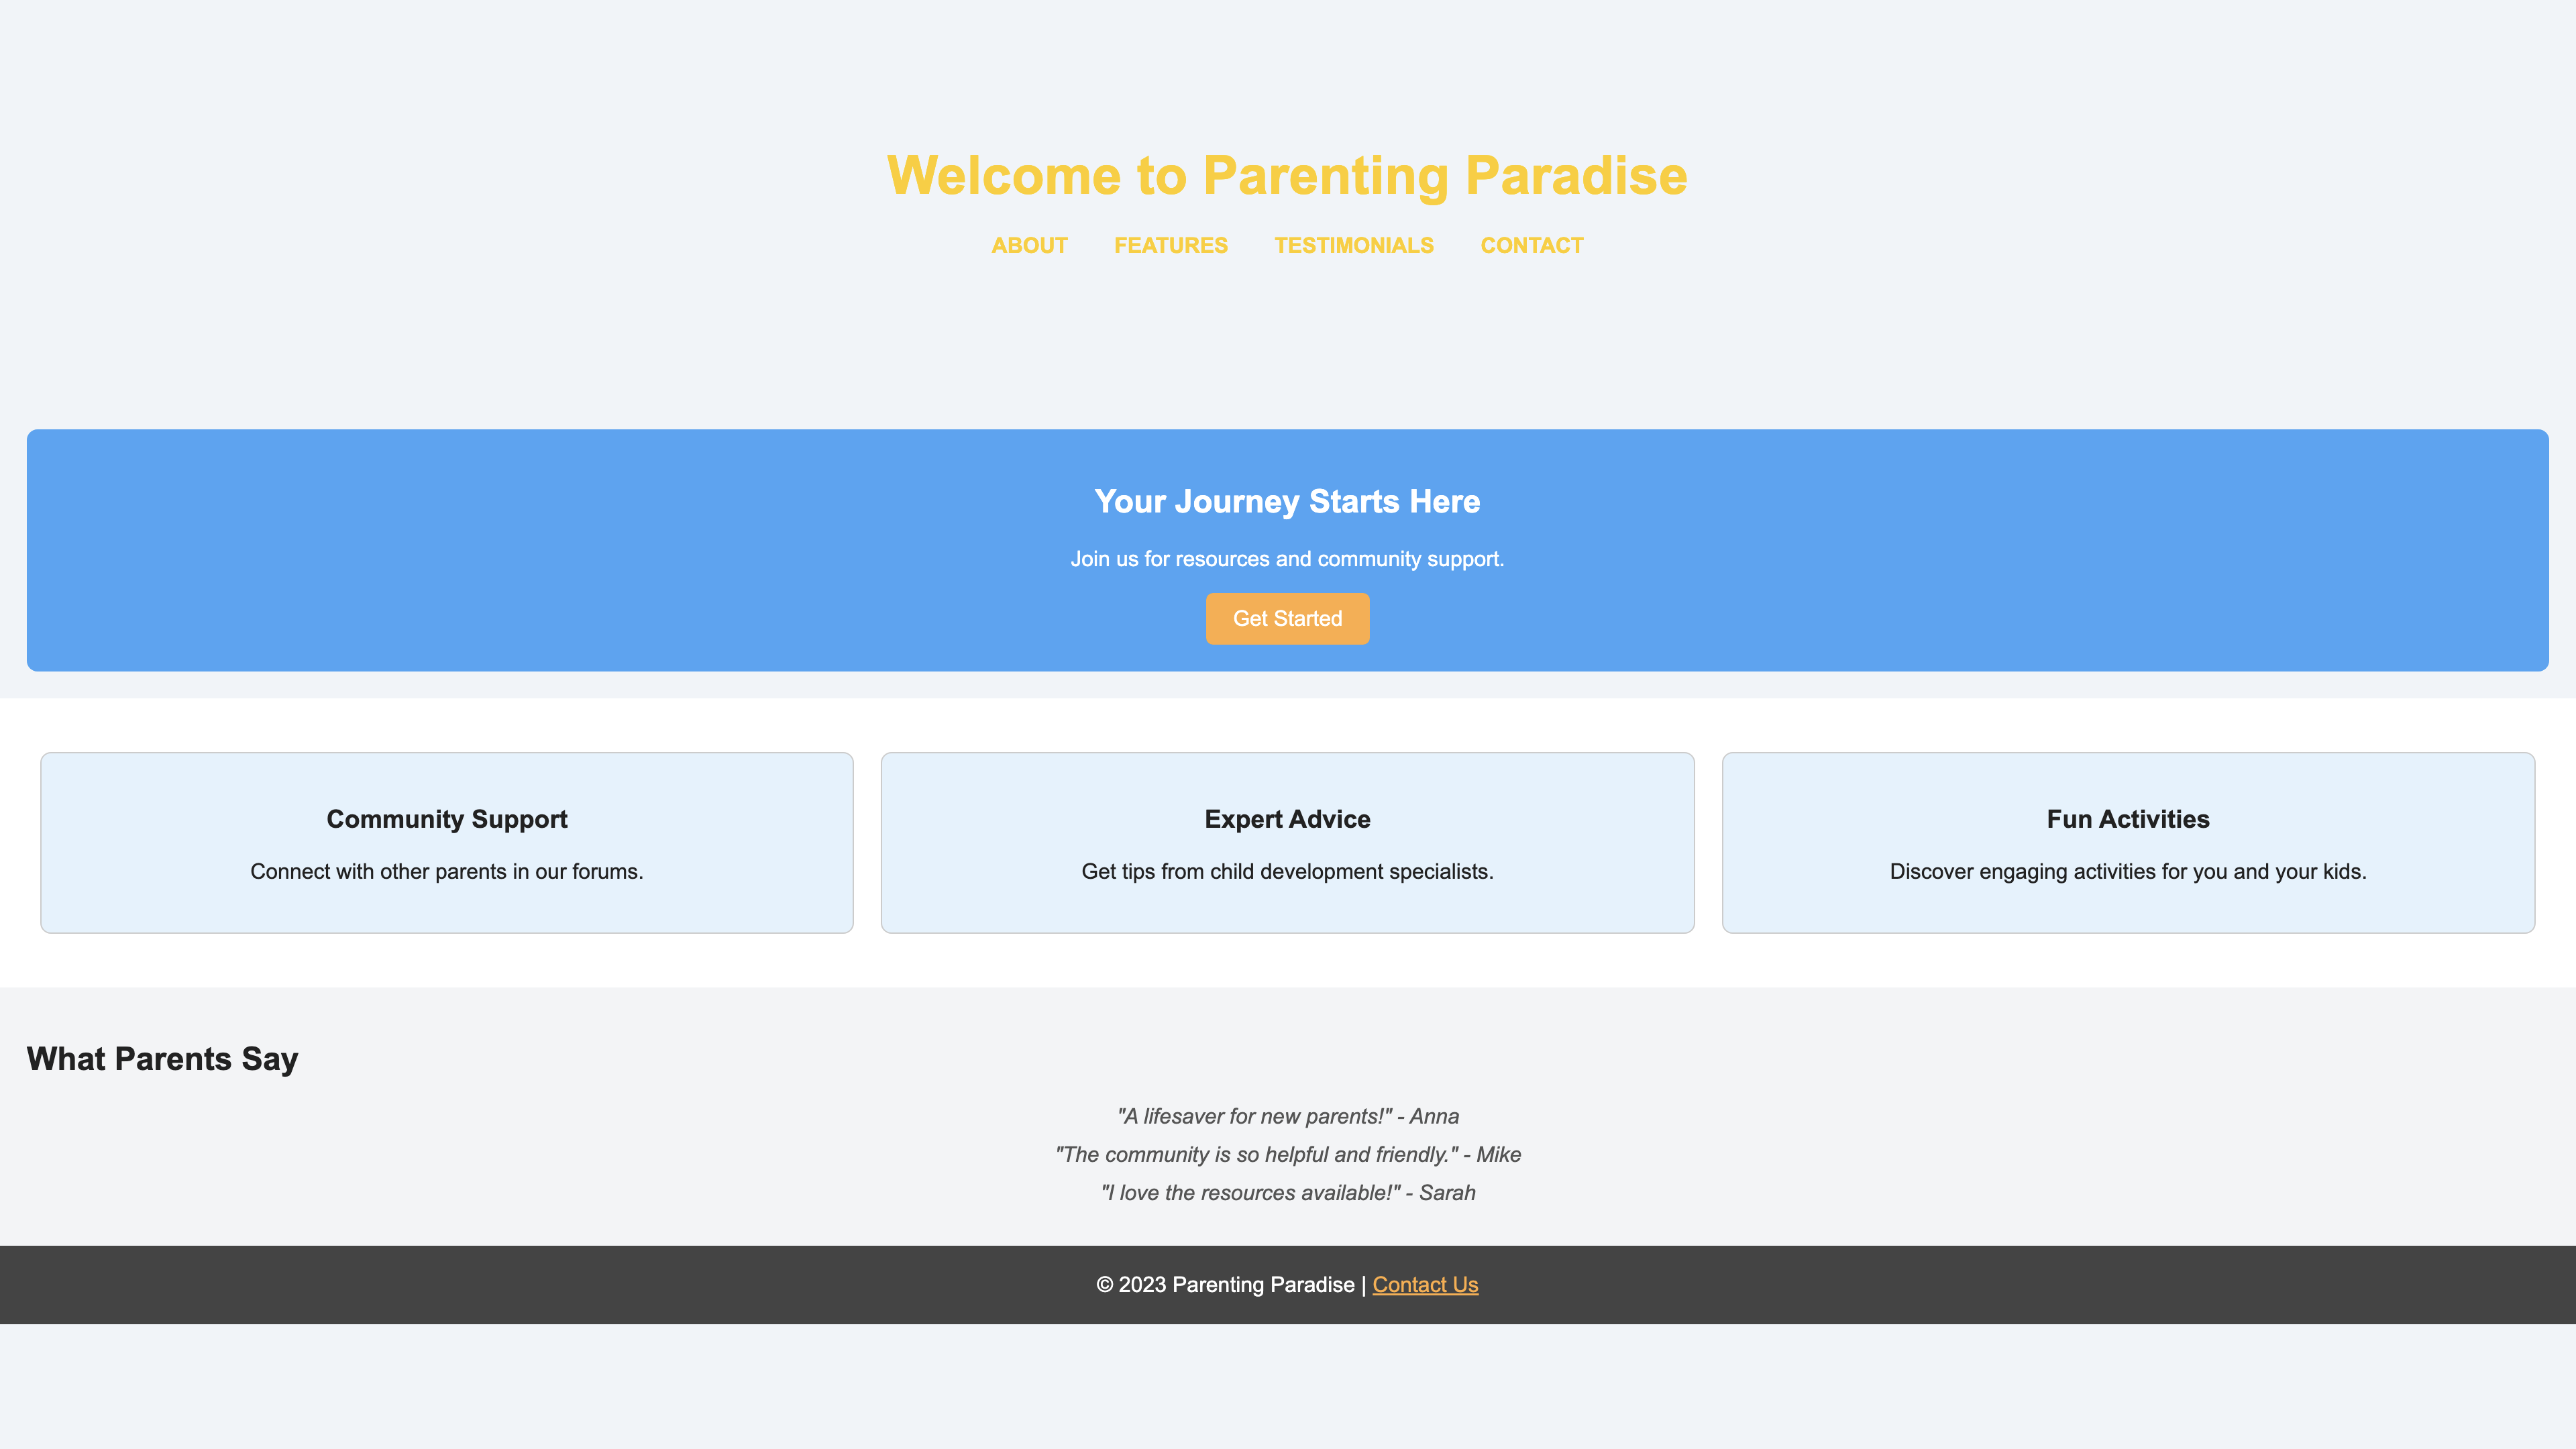 Welcome to Parenting Paradise
ABOUT FEATURES TESTIMONIALS CONTACT
Your Journey Starts Here
Join us for resources and community support.
Get Started
Community Support
Connect with other parents in our forums.
Expert Advice
Get tips from child development specialists.
Fun Activities
Discover engaging activities for you and your kids.
What Parents Say
"A lifesaver for new parents!" - Anna
"The community is so helpful and friendly." - Mike
"I love the resources available!" - Sarah
© 2023 Parenting Paradise | Contact Us